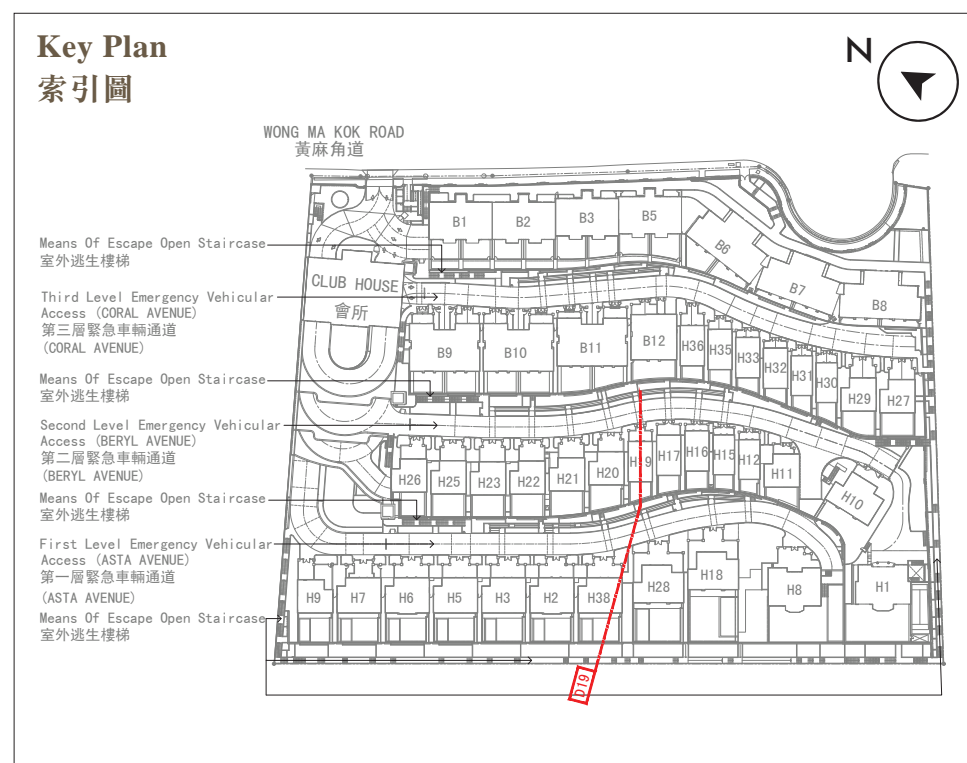 Key Plan
索引圖
N
WONG MA KOK ROAD
黃麻角道
B1
B2
B3
B5
B6
B7
B8
Means Of Escape Open Staircase
室外逃生樓梯
CLUB HOUSE
會所
Third Level Emergency Vehicular
Access (CORAL AVENUE)
第三層緊急車輛通道
(CORAL AVENUE)
B9
B10
B11
B12
H36
H35
H33
H32
H31
H30
H29
H27
Means Of Escape Open Staircase
室外逃生樓梯
Second Level Emergency Vehicular
Access (BERYL AVENUE)
第二層緊急車輛通道
(BERYL AVENUE)
H26
H25
H23
H22
H21
H20
H19
H17
H16
H15
H12
H11
H10
Means Of Escape Open Staircase
室外逃生樓梯
First Level Emergency Vehicular
Access (ASTA AVENUE)
第一層緊急車輛通道
(ASTA AVENUE)
H9
H7
H6
H5
H3
H2
H38
H28
H18
H8
H1
Means Of Escape Open Staircase
室外逃生樓梯
D19